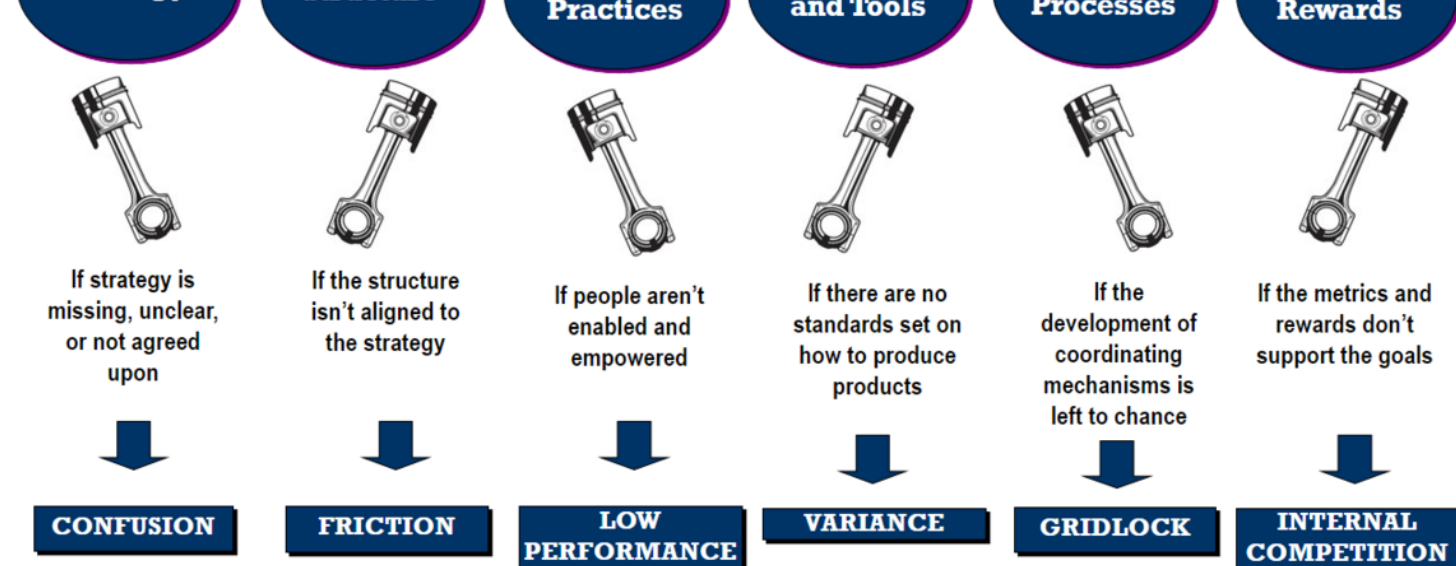 Practices
and Tools
Processes
Rewards
If strategy is
missing, unclear,
or not agreed
upon
If the structure
isn't aligned to
the strategy
If people aren't
enabled and
empowered
If there are no
standards set on
how to produce
products
If the
development of
coordinating
mechanisms is
left to chance
If the metrics and
rewards don't
support the goals
CONFUSION
FRICTION
LOW
PERFORMANCE
VARIANCE
GRIDLOCK
INTERNAL
COMPETITION